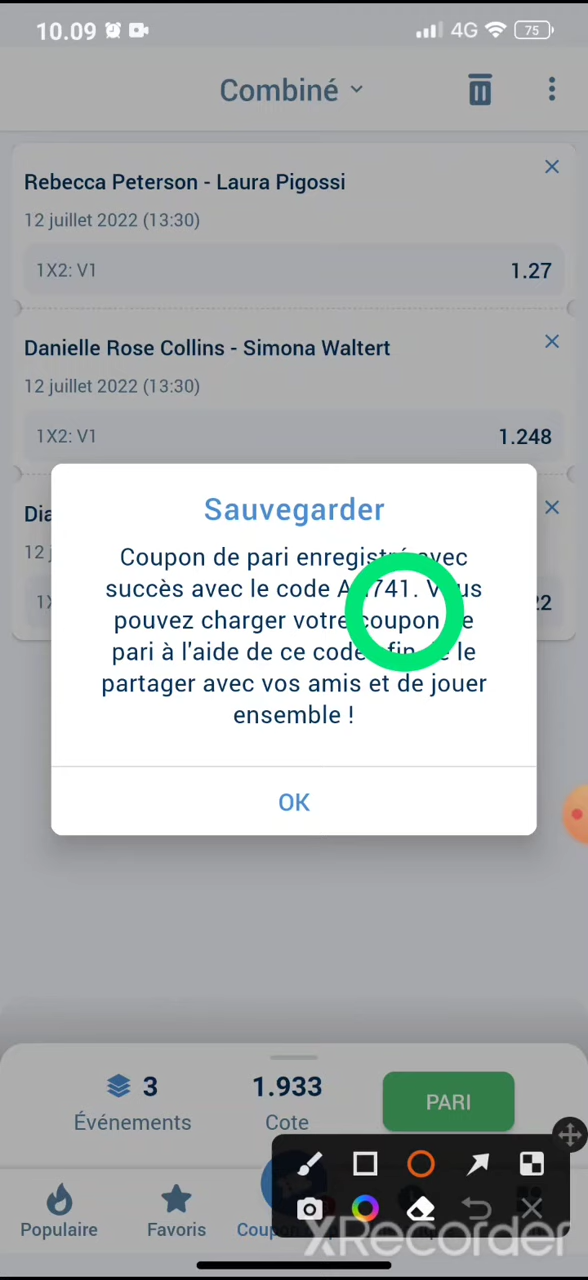 10.09
4G
75
Combiné
Rebecca Peterson - Laura Pigossi
12 juillet 2022 (13:30)
1X2: V1
1.27
Danielle Rose Collins - Simona Waltert
12 juillet 2022 (13:30)
1X2: V1
1.248
Sauvegarder
Coupon de pari enregistré avec
succès avec le code Vous
pouvez charger votre coupon de
pari à l'aide de ce code afin de le
partager avec vos amis et de jouer
ensemble !
OK
3
Événements
1.933
Cote
PARI
Populaire
Favoris
XRecorder